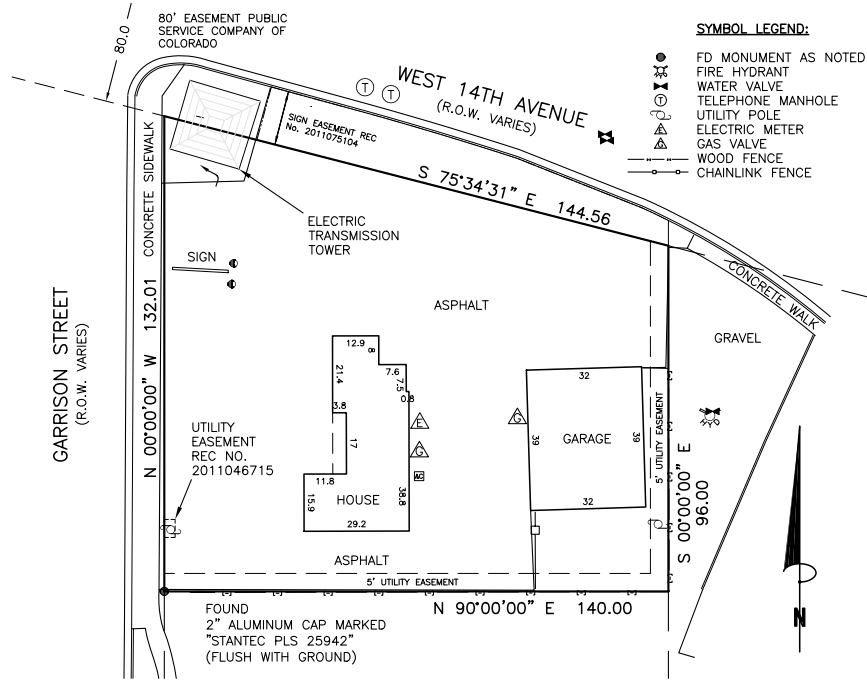 80' EASEMENT PUBLIC
SERVICE COMPANY OF
COLORADO
80.0
SYMBOL LEGEND:
FD MONUMENT AS NOTED
FIRE HYDRANT
WATER VALVE
T TELEPHONE MANHOLE
UTILITY POLE
E ELECTRIC METER
G GAS VALVE
WOOD FENCE
CHAINLINK FENCE
T T
WEST 14TH AVENUE
(R.O.W. VARIES)
SIGN EASEMENT REC
No. 2011075104
S 75°34'31" E 144.56
CONCRETE SIDEWALK
ELECTRIC
TRANSMISSION
TOWER
SIGN
CONCRETE WALK
ASPHALT
GRAVEL
GARRISON STREET
(R.O.W. VARIES)
N 00°00'00" W 132.01
12.9
8
7.6
7.5
0.8
21.4
3.8
17
11.8
15.9
HOUSE
38.8
29.2
E
G
AC
G
32
39
GARAGE
39
32
5' UTILITY EASEMENT
S 00°00'00" E
96.00
UTILITY
EASEMENT
REC NO.
2011046715
ASPHALT
5' UTILITY EASEMENT
N 90°00'00" E 140.00
FOUND
2" ALUMINUM CAP MARKED
"STANTEC PLS 25942"
(FLUSH WITH GROUND)
N